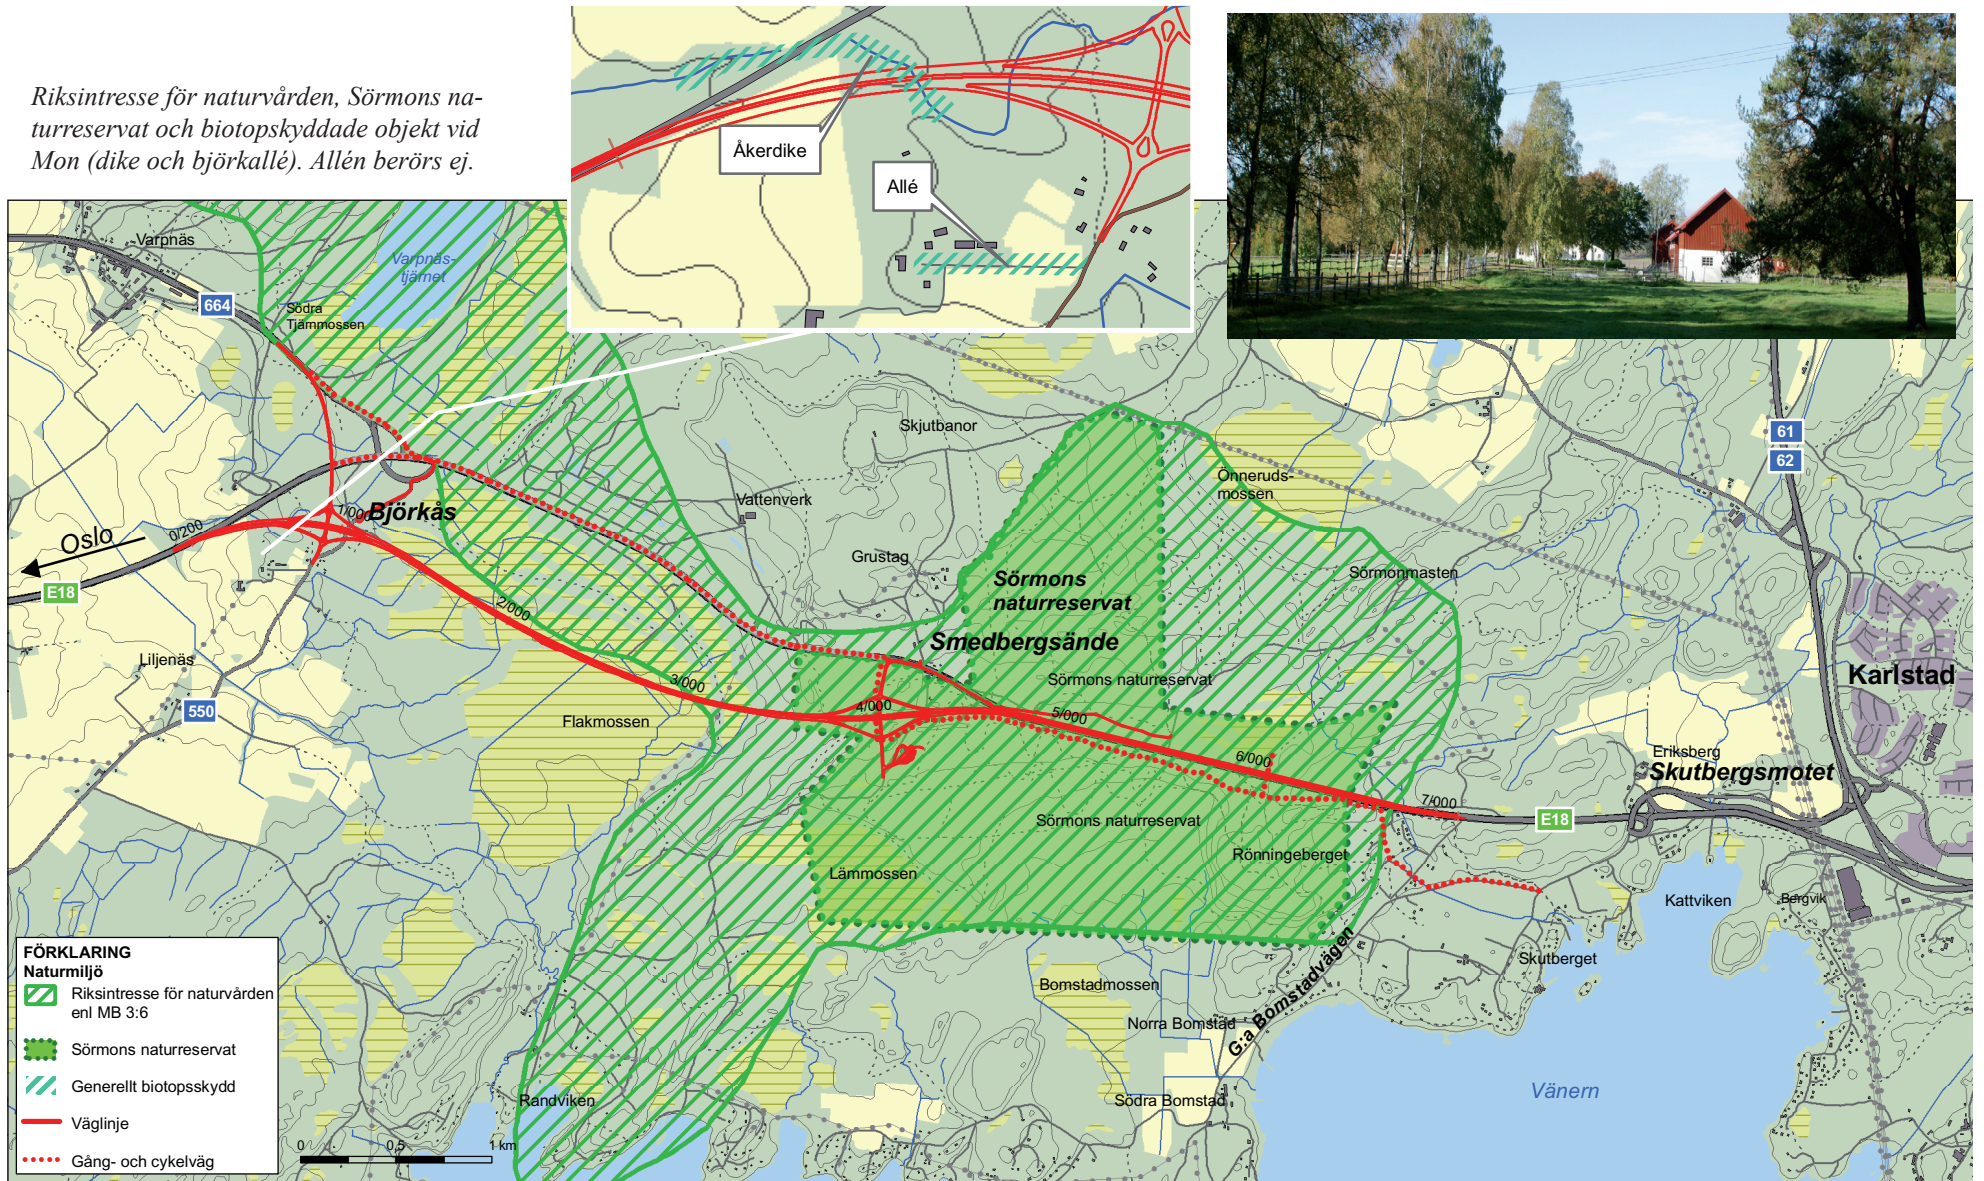 Riksintresse för naturvården, Sörmons na-
turreservat och biotopskyddade objekt vid
Mon (dike och björkallé). Allén berörs ej.
Åkerdike
Allé
Varpnäs
Varpnäs-
tjärnet
664
Södra
Tjärnmossen
Skjutbanor
61
62
Önneruds-
mossen
Vattenverk
Björkås
1/000
0/200
Oslo
E18
Grustag
Sörmons
naturreservat
Sörmonmasten
2/000
Smedbergsände
Liljenäs
3/000
Sörmons naturreservat
Karlstad
550
Flakmossen
4/000
5/000
6/000
Eriksberg
Skutbergsmotet
7/000
E18
Sörmons naturreservat
Rönningeberget
Lämmossen
Kattviken
Bergvik
G:a Bomstadvägen
Skutberget
Bomstadmossen
Norra Bomstad
Södra Bomstad
Vänern
Randviken
FÖRKLARING
Naturmiljö
Riksintresse för naturvården
enl MB 3:6
Sörmons naturreservat
Generellt biotopsskydd
Väglinje
Gång- och cykelväg
0 0,5 1 km